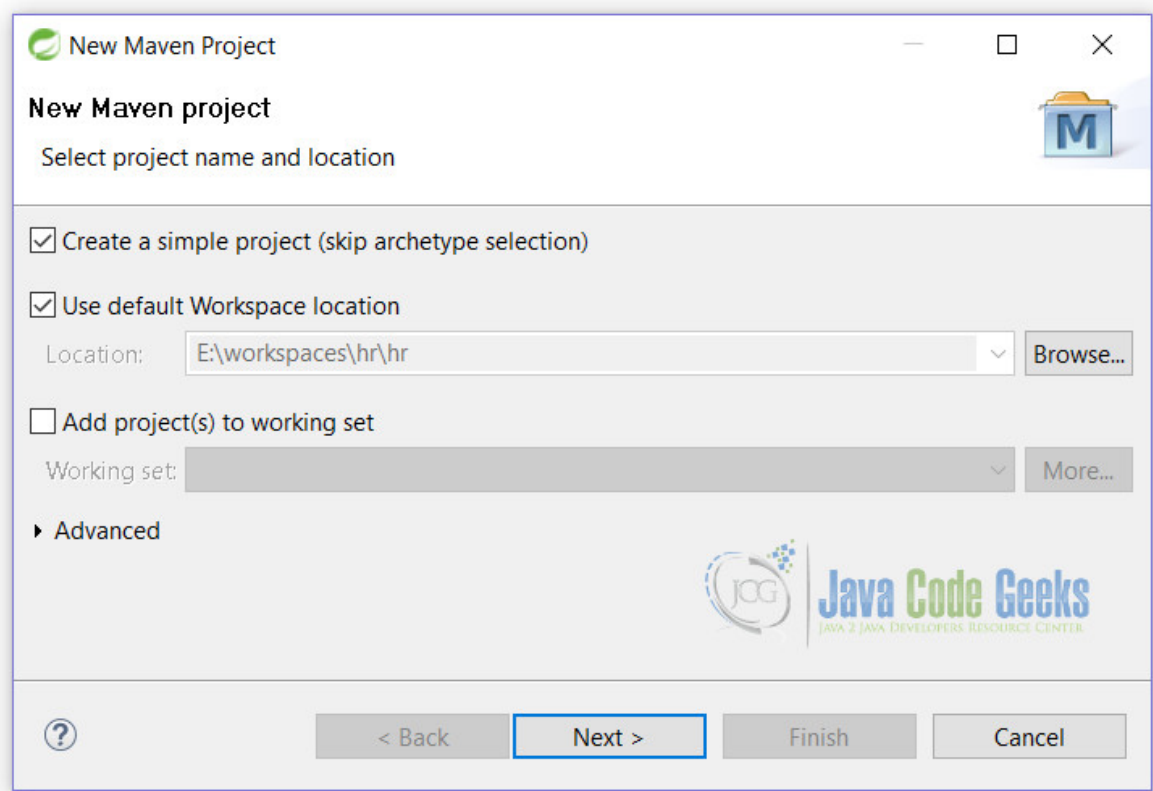 New Maven Project
New Maven project
M
Select project name and location
Create a simple project (skip archetype selection)
Use default Workspace location
Location: E:\workspaces\hr\hr Browse...
Add project(s) to working set
Working set: More...
Advanced
JCG Java Code Geeks
JAVA 2 JAVA DEVELOPERS RESOURCE CENTER
? < Back Next > Finish Cancel